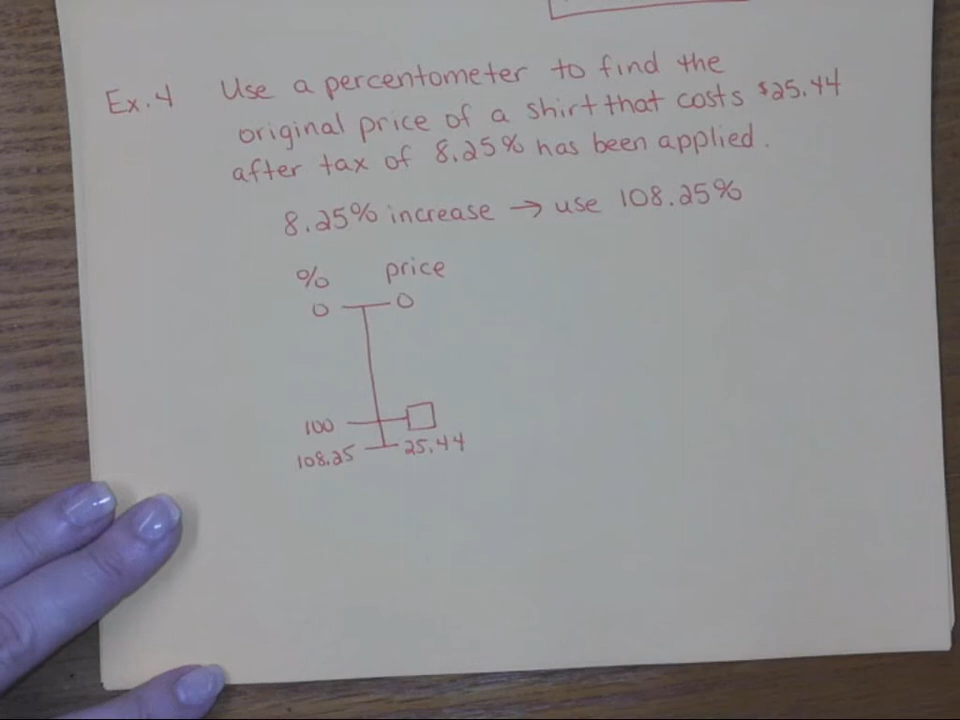 Ex.4 Use a percentometer to find the
original price of a shirt that costs $25.44
after tax of 8.25% has been applied.
8.25% increase → use 108.25%
% price
0 0
100
108.25 25.44